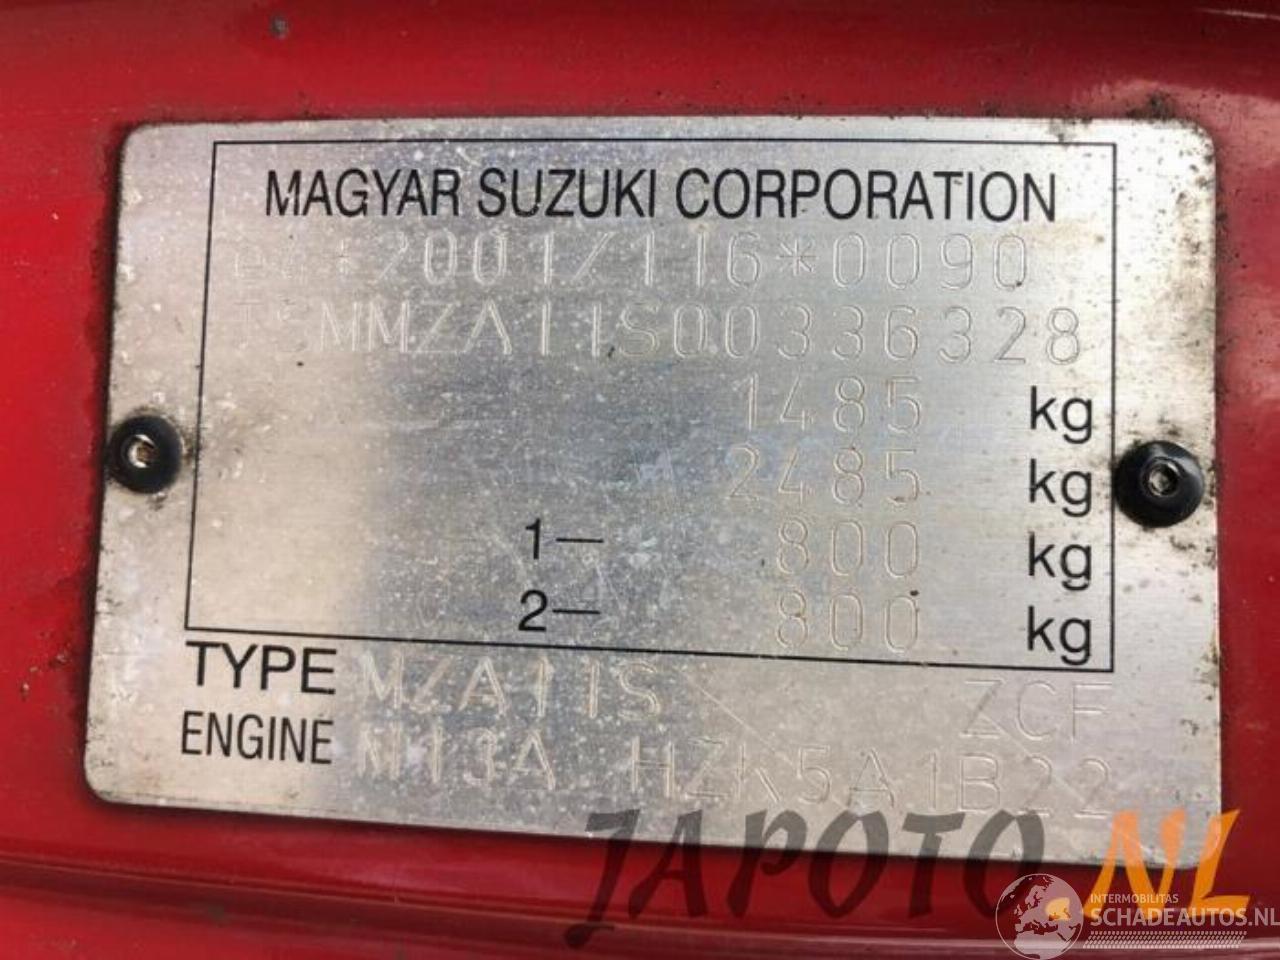 MAGYAR SUZUKI CORPORATION
e4*2001/116*0090
TSMMZA11S00336328
1485 kg
2485 kg
1— 800 kg
2— 800 kg
TYPE MZA11S ZCF
ENGINE M13A HZK5A1B22
JAPOTO.NL
INTERMOBILITAS
SCHADEAUTOS.NL